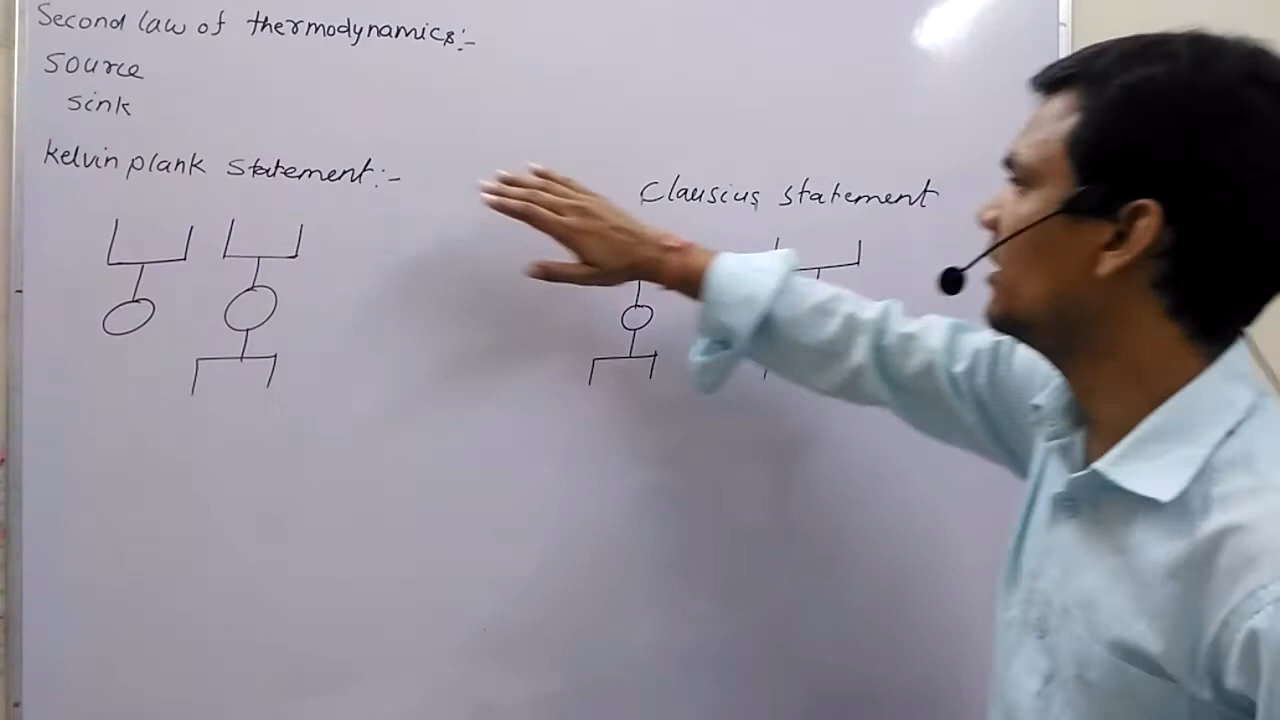 Second law of thermodynamics:-
Source
sink
kelvin plank statement:-
Clausius statement